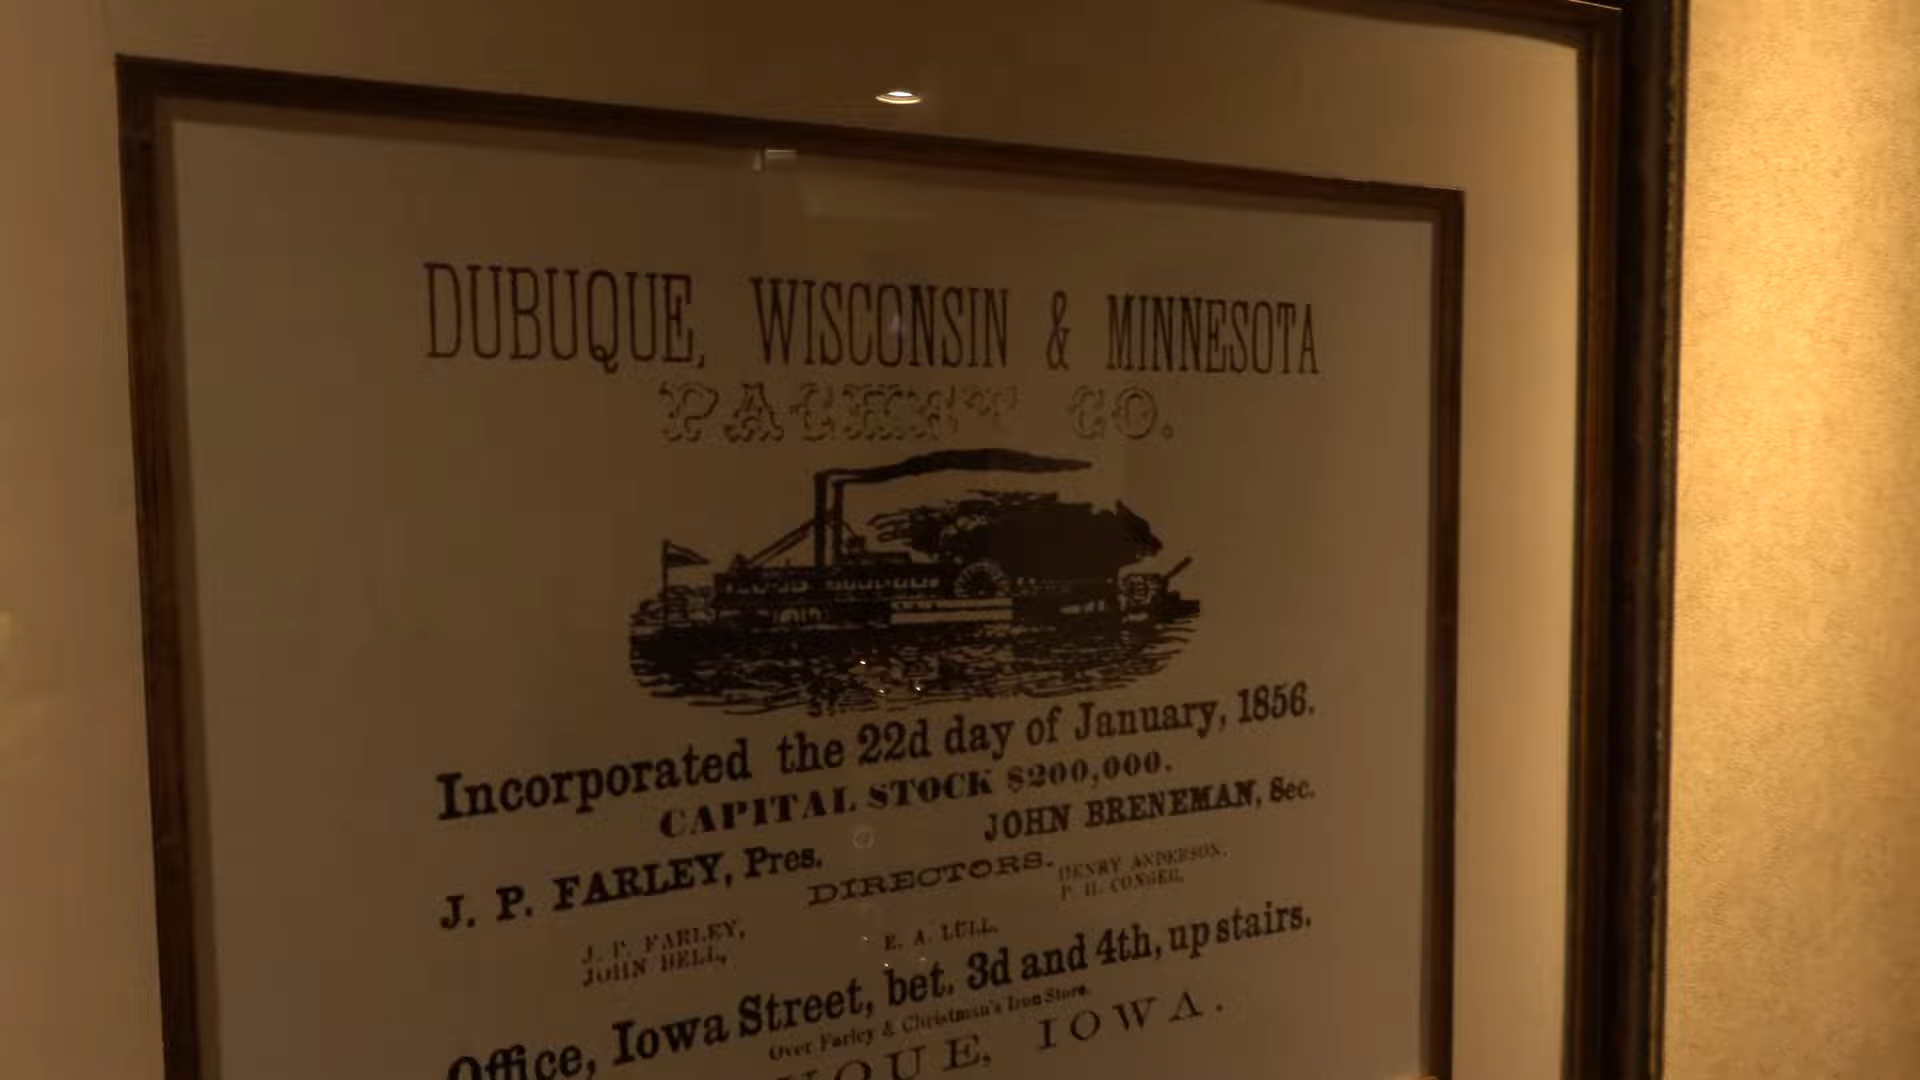 DUBUQUE, WISCONSIN & MINNESOTA
PACKET CO.
Incorporated the 22d day of January, 1856.
CAPITAL STOCK $200,000.
J. P. FARLEY, Pres. JOHN BRENEMAN, Sec.
DIRECTORS.
J. P. FARLEY, E. A. LULL. HENRY ANDERSON,
JOHN BELL, P. H. CONGER,
Office, Iowa Street, bet. 3d and 4th, up stairs.
Over Farley & Christman's Iron Store.
IOWA.